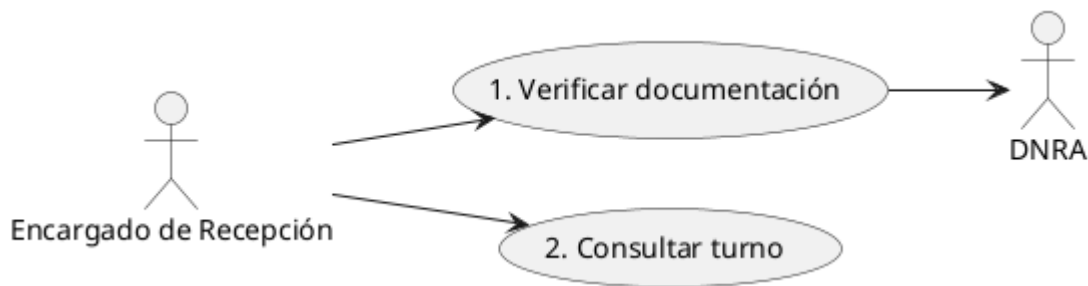 1. Verificar documentación
DNRA
Encargado de Recepción
2. Consultar turno